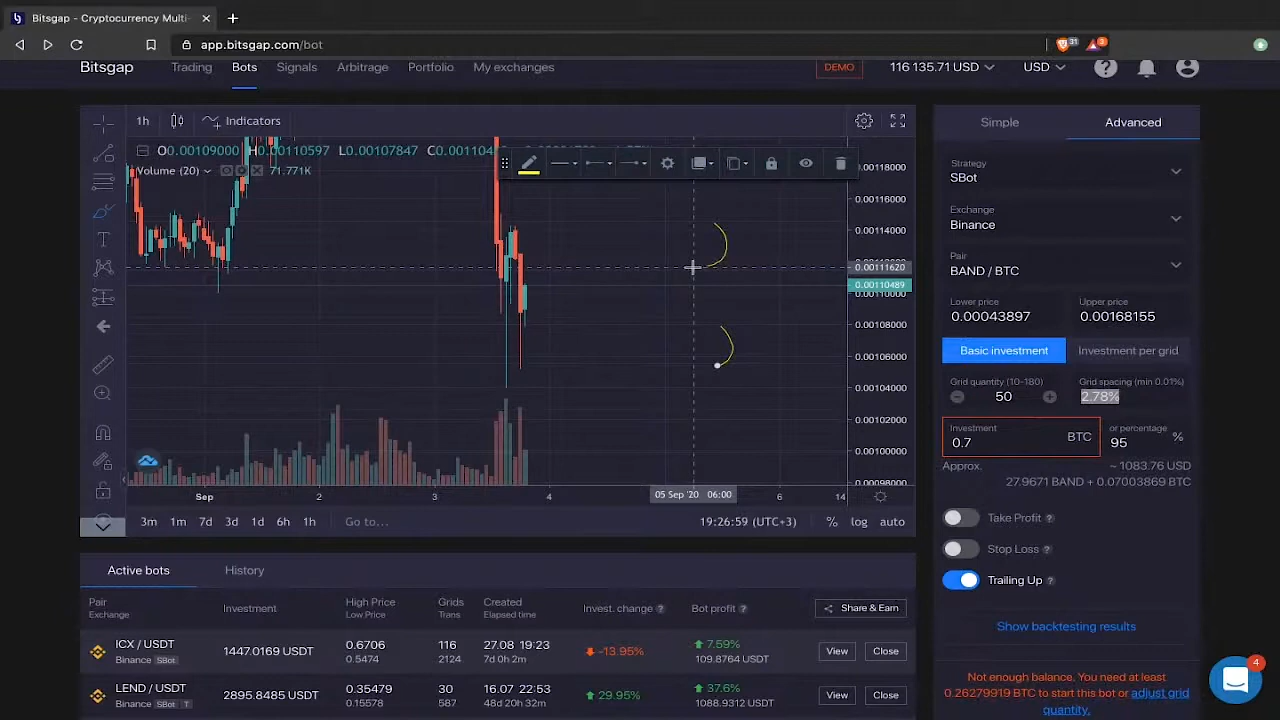 Bitsgap - Cryptocurrency Multi-
app.bitsgap.com/bot
31
3
Bitsgap
Trading
Bots
Signals
Arbitrage
Portfolio
My exchanges
DEMO
116 135.71 USD
USD
1h
Indicators
O0.00109000 H0.00110597 L0.00107847 C0.001104
Volume (20)
71.771K
0.00118000
0.00116000
0.00114000
0.00111620
0.00110489
0.00110000
0.00108000
0.00106000
0.00104000
0.00102000
0.00100000
0.00098000
Sep
2
3
4
05 Sep '20 06:00
6
14
3m 1m 7d 3d 1d 6h 1h
Go to...
19:26:59 (UTC+3)
% log auto
Simple
Advanced
Strategy
SBot
Exchange
Binance
Pair
BAND / BTC
Lower price
0.00043897
Upper price
0.00168155
Basic investment
Investment per grid
Grid quantity (10-180)
50
Grid spacing (min 0.01%)
2.78%
Investment
0.7
BTC
or percentage
95
%
Approx.
~ 1083.76 USD
27.9671 BAND + 0.07003869 BTC
Take Profit ?
Stop Loss ?
Trailing Up ?
Show backtesting results
Not enough balance. You need at least
0.26279919 BTC to start this bot or adjust grid
quantity.
4
Active bots
History
Pair
Exchange
Investment
High Price
Low Price
Grids
Trans
Created
Elapsed time
Invest. change ?
Bot profit ?
Share & Earn
ICX / USDT
Binance SBot
1447.0169 USDT
0.6706
0.5474
116
2124
27.08 19:23
7d 0h 2m
-13.95%
7.59%
109.8764 USDT
View
Close
LEND / USDT
Binance SBot T
2895.8485 USDT
0.35479
0.15578
30
587
16.07 22:53
48d 20h 32m
29.95%
37.6%
1088.9312 USDT
View
Close